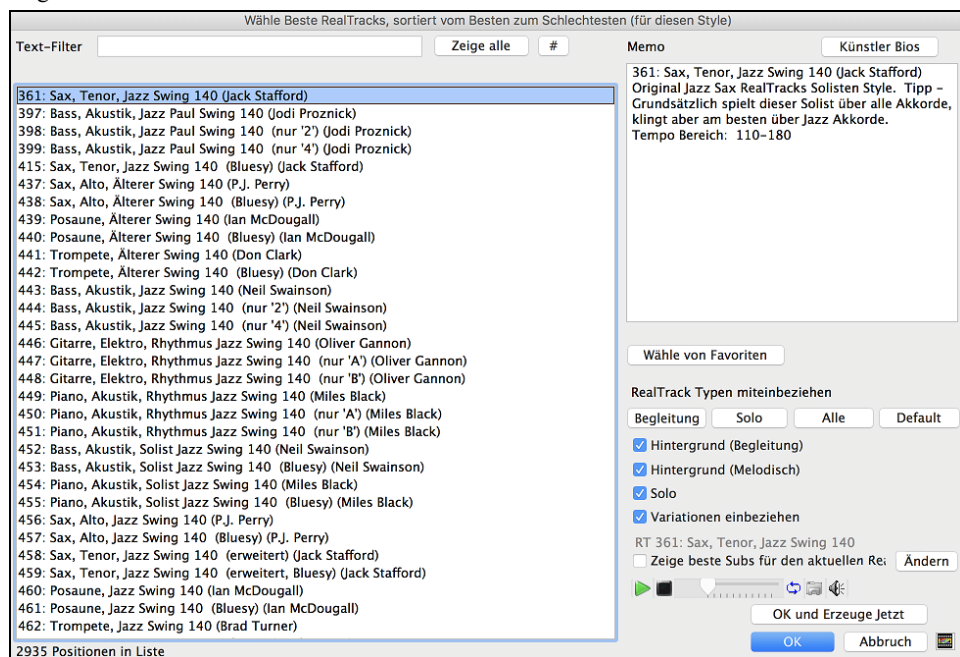 Wähle Beste RealTracks, sortiert vom Besten zum Schlechtesten (für diesen Style)
Text-Filter
Zeige alle
#
361: Sax, Tenor, Jazz Swing 140 (Jack Stafford)
397: Bass, Akustik, Jazz Paul Swing 140 (Jodi Proznick)
398: Bass, Akustik, Jazz Paul Swing 140 (nur '2') (Jodi Proznick)
399: Bass, Akustik, Jazz Paul Swing 140 (nur '4') (Jodi Proznick)
415: Sax, Tenor, Jazz Swing 140 (Bluesy) (Jack Stafford)
437: Sax, Alto, Älterer Swing 140 (P.J. Perry)
438: Sax, Alto, Älterer Swing 140 (Bluesy) (P.J. Perry)
439: Posaune, Älterer Swing 140 (Ian McDougall)
440: Posaune, Älterer Swing 140 (Bluesy) (Ian McDougall)
441: Trompete, Älterer Swing 140 (Don Clark)
442: Trompete, Älterer Swing 140 (Bluesy) (Don Clark)
443: Bass, Akustik, Jazz Swing 140 (Neil Swainson)
444: Bass, Akustik, Jazz Swing 140 (nur '2') (Neil Swainson)
445: Bass, Akustik, Jazz Swing 140 (nur '4') (Neil Swainson)
446: Gitarre, Elektro, Rhythmus Jazz Swing 140 (Oliver Gannon)
447: Gitarre, Elektro, Rhythmus Jazz Swing 140 (nur 'A') (Oliver Gannon)
448: Gitarre, Elektro, Rhythmus Jazz Swing 140 (nur 'B') (Oliver Gannon)
449: Piano, Akustik, Rhythmus Jazz Swing 140 (Miles Black)
450: Piano, Akustik, Rhythmus Jazz Swing 140 (nur 'A') (Miles Black)
451: Piano, Akustik, Rhythmus Jazz Swing 140 (nur 'B') (Miles Black)
452: Bass, Akustik, Solist Jazz Swing 140 (Neil Swainson)
453: Bass, Akustik, Solist Jazz Swing 140 (Bluesy) (Neil Swainson)
454: Piano, Akustik, Solist Jazz Swing 140 (Miles Black)
455: Piano, Akustik, Solist Jazz Swing 140 (Bluesy) (Miles Black)
456: Sax, Alto, Jazz Swing 140 (P.J. Perry)
457: Sax, Alto, Jazz Swing 140 (Bluesy) (P.J. Perry)
458: Sax, Tenor, Jazz Swing 140 (erweitert) (Jack Stafford)
459: Sax, Tenor, Jazz Swing 140 (erweitert, Bluesy) (Jack Stafford)
460: Posaune, Jazz Swing 140 (Ian McDougall)
461: Posaune, Jazz Swing 140 (Bluesy) (Ian McDougall)
462: Trompete, Jazz Swing 140 (Brad Turner)
2935 Positionen in Liste
Memo
Künstler Bios
361: Sax, Tenor, Jazz Swing 140 (Jack Stafford)
Original Jazz Sax RealTracks Solisten Style. Tipp –
Grundsätzlich spielt dieser Solist über alle Akkorde,
klingt aber am besten über Jazz Akkorde.
Tempo Bereich: 110–180
Wähle von Favoriten
RealTrack Typen miteinbeziehen
Begleitung
Solo
Alle
Default
Hintergrund (Begleitung)
Hintergrund (Melodisch)
Solo
Variationen einbeziehen
RT 361: Sax, Tenor, Jazz Swing 140
Zeige beste Subs für den aktuellen
Ändern
OK und Erzeuge Jetzt
OK
Abbruch